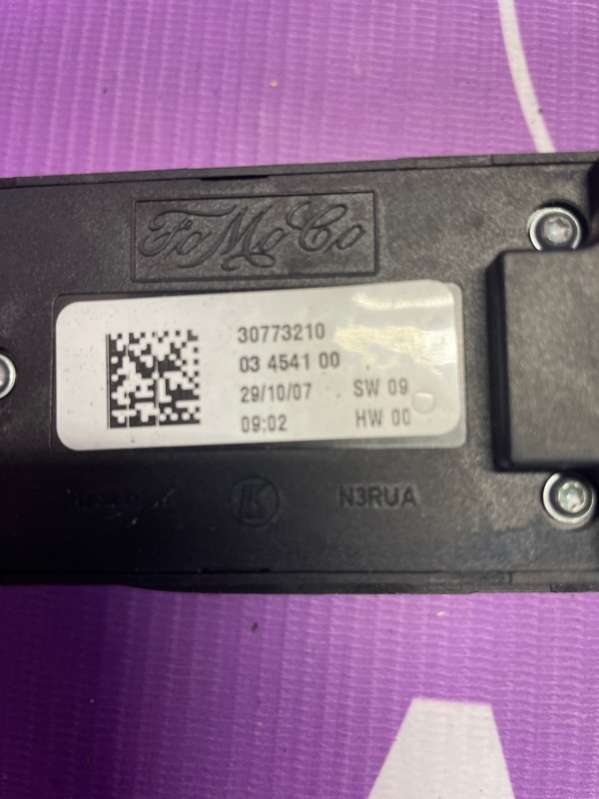 FoMoCo
30773210
03 4541 00
29/10/07 SW 09
09:02 HW 00
K N3RUA